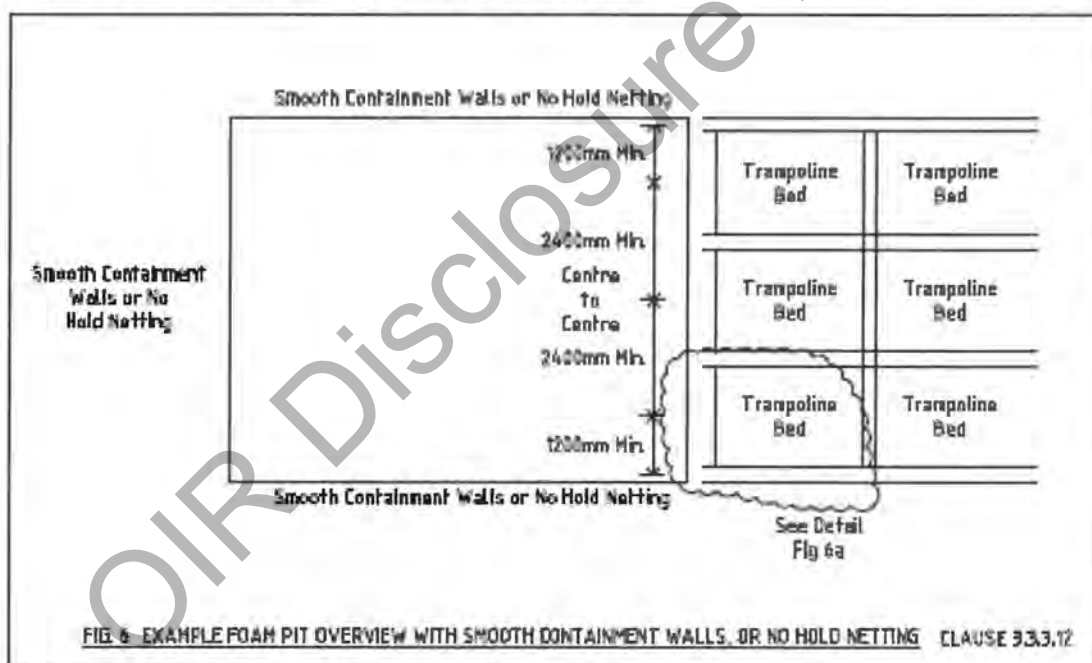 Smooth Containment Walls or No Hold Netting
1200mm Min.
2400mm Min.
Centre
to
Centre
2400mm Min.
1200mm Min.
Smooth Containment
Walls or No
Hold Netting
Trampoline
Bed
Trampoline
Bed
Trampoline
Bed
Trampoline
Bed
Trampoline
Bed
Trampoline
Bed
Smooth Containment Walls or No Hold Netting
See Detail
Fig 6a
FIG 6 EXAMPLE FOAM PIT OVERVIEW WITH SMOOTH CONTAINMENT WALLS, OR NO HOLD NETTING CLAUSE 3.3.3.12
OIR Disclosure